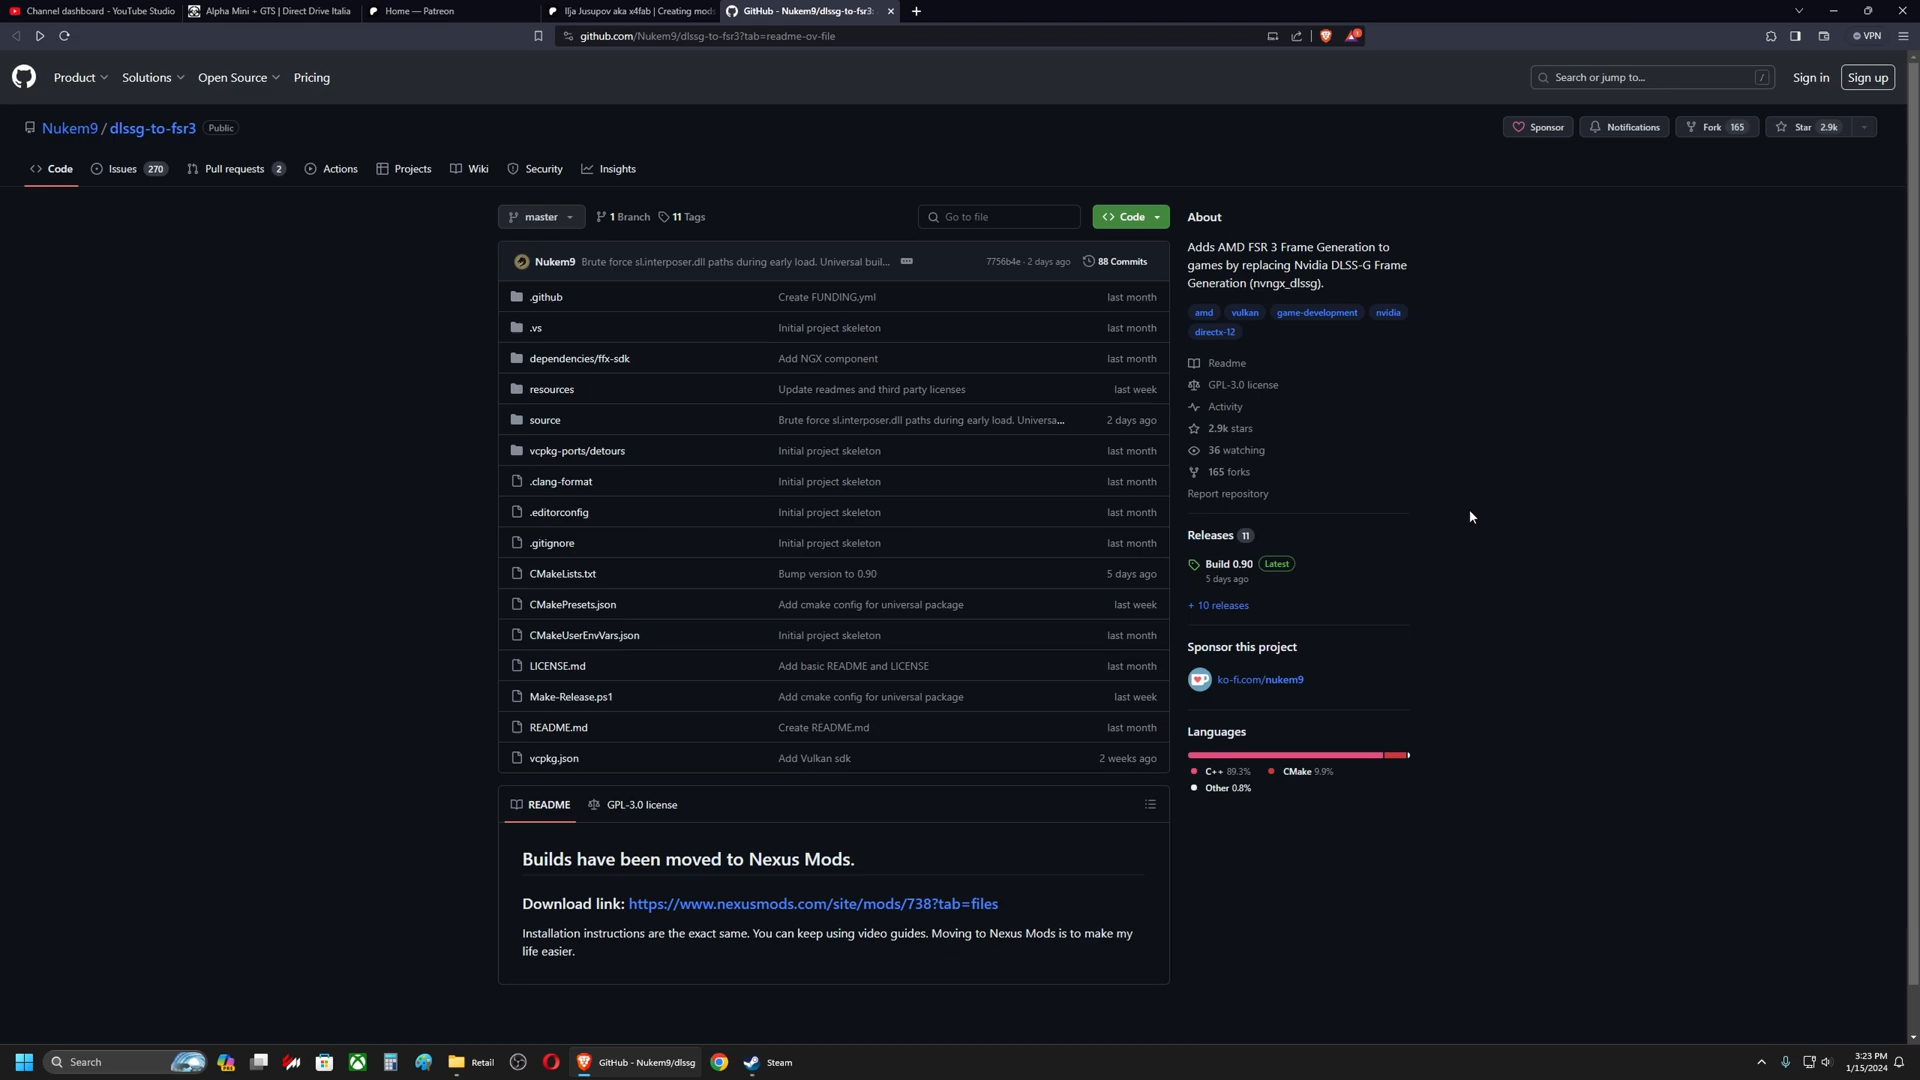 Channel dashboard - YouTube Studio
Alpha Mini + GTS | Direct Drive Italia
Home — Patreon
Ilja Jusupov aka x4fab | Creating mods
GitHub - Nukem9/dlssg-to-fsr3:
github.com/Nukem9/dlssg-to-fsr3?tab=readme-ov-file
VPN
Product
Solutions
Open Source
Pricing
Search or jump to...
/
Sign in
Sign up
Nukem9 / dlssg-to-fsr3 Public
Sponsor
Notifications
Fork 165
Star 2.9k
Code
Issues 270
Pull requests 2
Actions
Projects
Wiki
Security
Insights
master
1 Branch
11 Tags
Go to file
Code
Nukem9 Brute force sl.interposer.dll paths during early load. Universal buil... 7756b4e · 2 days ago 88 Commits
.github Create FUNDING.yml last month
.vs Initial project skeleton last month
dependencies/ffx-sdk Add NGX component last month
resources Update readmes and third party licenses last week
source Brute force sl.interposer.dll paths during early load. Universa... 2 days ago
vcpkg-ports/detours Initial project skeleton last month
.clang-format Initial project skeleton last month
.editorconfig Initial project skeleton last month
.gitignore Initial project skeleton last month
CMakeLists.txt Bump version to 0.90 5 days ago
CMakePresets.json Add cmake config for universal package last week
CMakeUserEnvVars.json Initial project skeleton last month
LICENSE.md Add basic README and LICENSE last month
Make-Release.ps1 Add cmake config for universal package last week
README.md Create README.md last month
vcpkg.json Add Vulkan sdk 2 weeks ago
README
GPL-3.0 license
Builds have been moved to Nexus Mods.
Download link: https://www.nexusmods.com/site/mods/738?tab=files
Installation instructions are the exact same. You can keep using video guides. Moving to Nexus Mods is to make my
life easier.
About
Adds AMD FSR 3 Frame Generation to
games by replacing Nvidia DLSS-G Frame
Generation (nvngx_dlssg).
amd vulkan game-development nvidia
directx-12
Readme
GPL-3.0 license
Activity
2.9k stars
36 watching
165 forks
Report repository
Releases 11
Build 0.90 Latest
5 days ago
+ 10 releases
Sponsor this project
ko-fi.com/nukem9
Languages
C++ 89.3% CMake 9.9%
Other 0.8%
Search
Retail
GitHub - Nukem9/dlssg
Steam
3:23 PM
1/15/2024